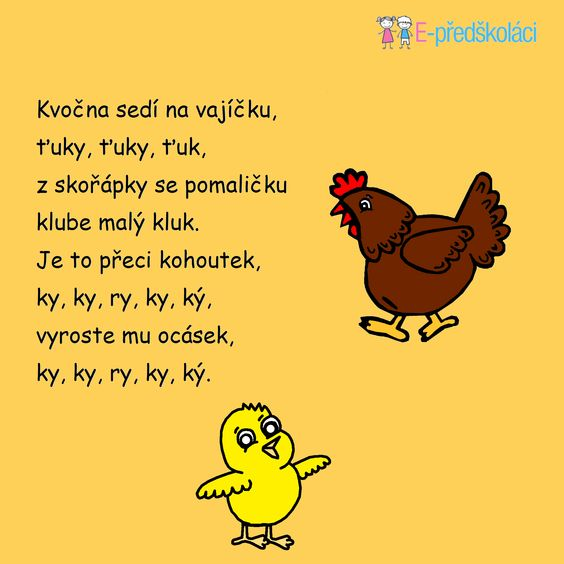 E-předškoláci
Kvočna sedí na vajíčku,
ťuky, ťuky, ťuk,
z skořápky se pomaličku
klube malý kluk.
Je to přeci kohoutek,
ky, ky, ry, ky, ký,
vyroste mu ocásek,
ky, ky, ry, ky, ký.